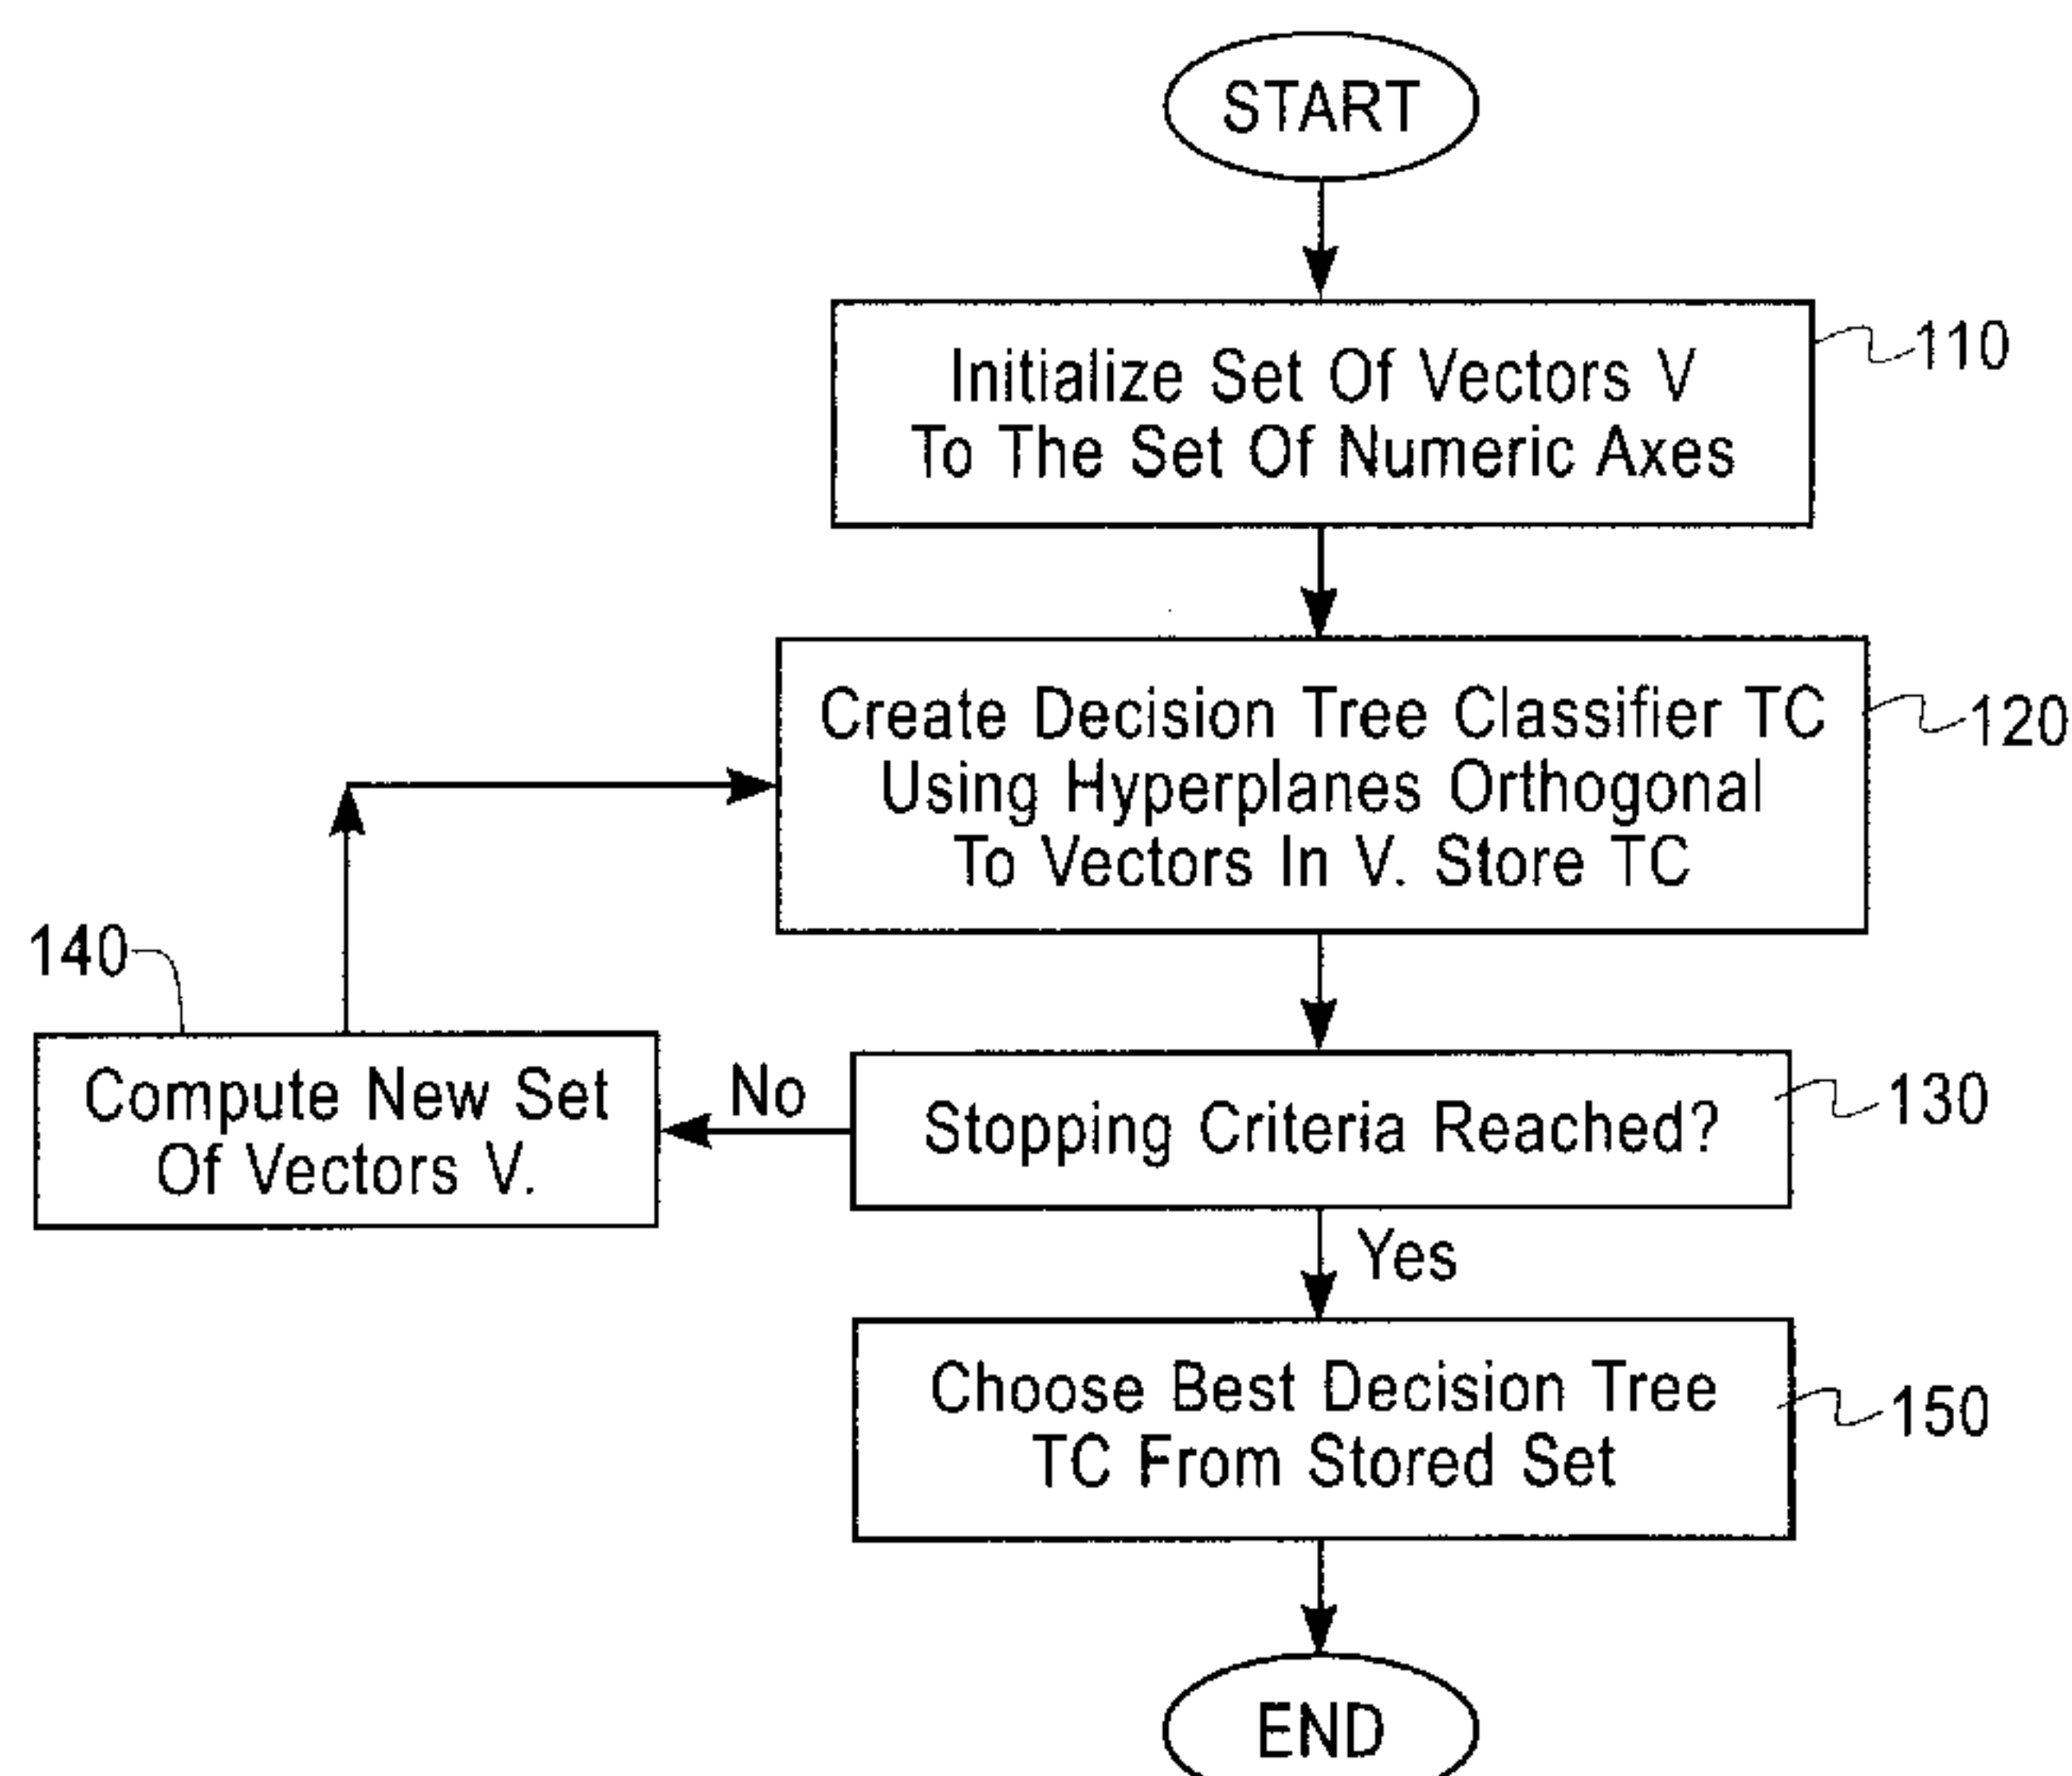 START
Initialize Set Of Vectors V
To The Set Of Numeric Axes
110
Create Decision Tree Classifier TC
Using Hyperplanes Orthogonal
To Vectors In V. Store TC
120
140
Compute New Set
Of Vectors V.
No
Stopping Criteria Reached?
130
Yes
Choose Best Decision Tree
TC From Stored Set
150
END